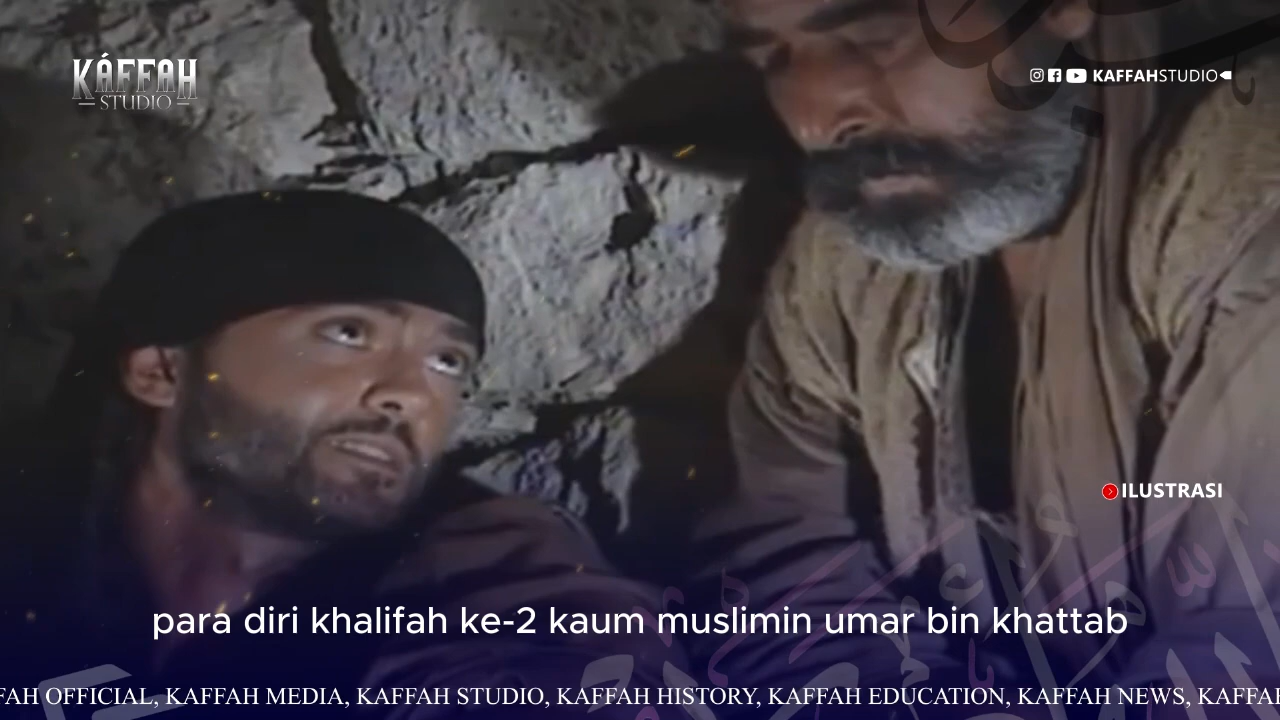 KÁFFAH
STUDIO
KAFFAHSTUDIO
ILUSTRASI
para diri khalifah ke-2 kaum muslimin umar bin khattab
FAH OFFICIAL, KAFFAH MEDIA, KAFFAH STUDIO, KAFFAH HISTORY, KAFFAH EDUCATION, KAFFAH NEWS, KAFFAH